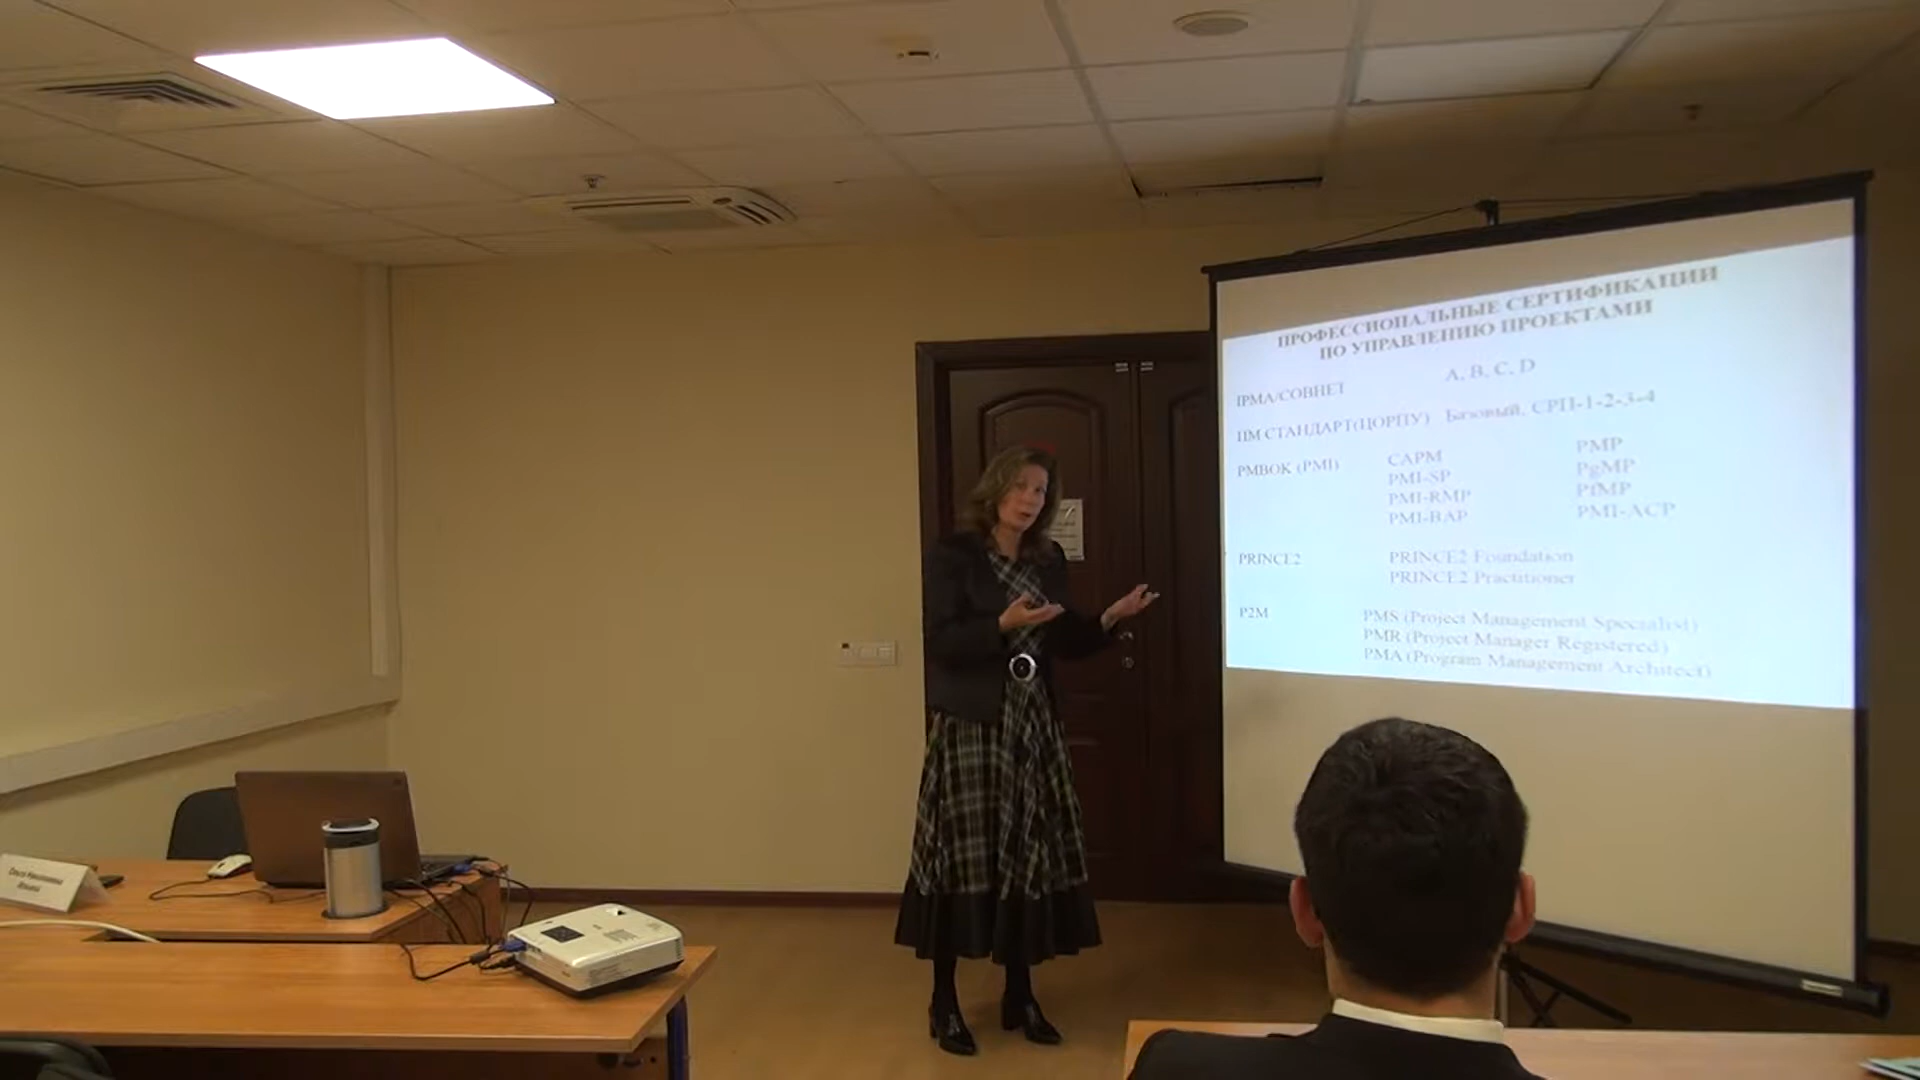 ПРОФЕССИОНАЛЬНЫЕ СЕРТИФИКАЦИИ
ПО УПРАВЛЕНИЮ ПРОЕКТАМИ
IPMA/СОВНЕТ A, B, C, D
ПМ СТАНДАРТ(ЦОРПУ) Базовый, СРП-1-2-3-4
PMBOK (PMI) CAPM PMP
PMI-SP PgMP
PMI-RMP PfMP
PMI-BAP PMI-ACP
PRINCE2 PRINCE2 Foundation
PRINCE2 Practitioner
P2M PMS (Project Management Specialist)
PMR (Project Manager Registered)
PMA (Program Management Architect)
Ольга Николаевна